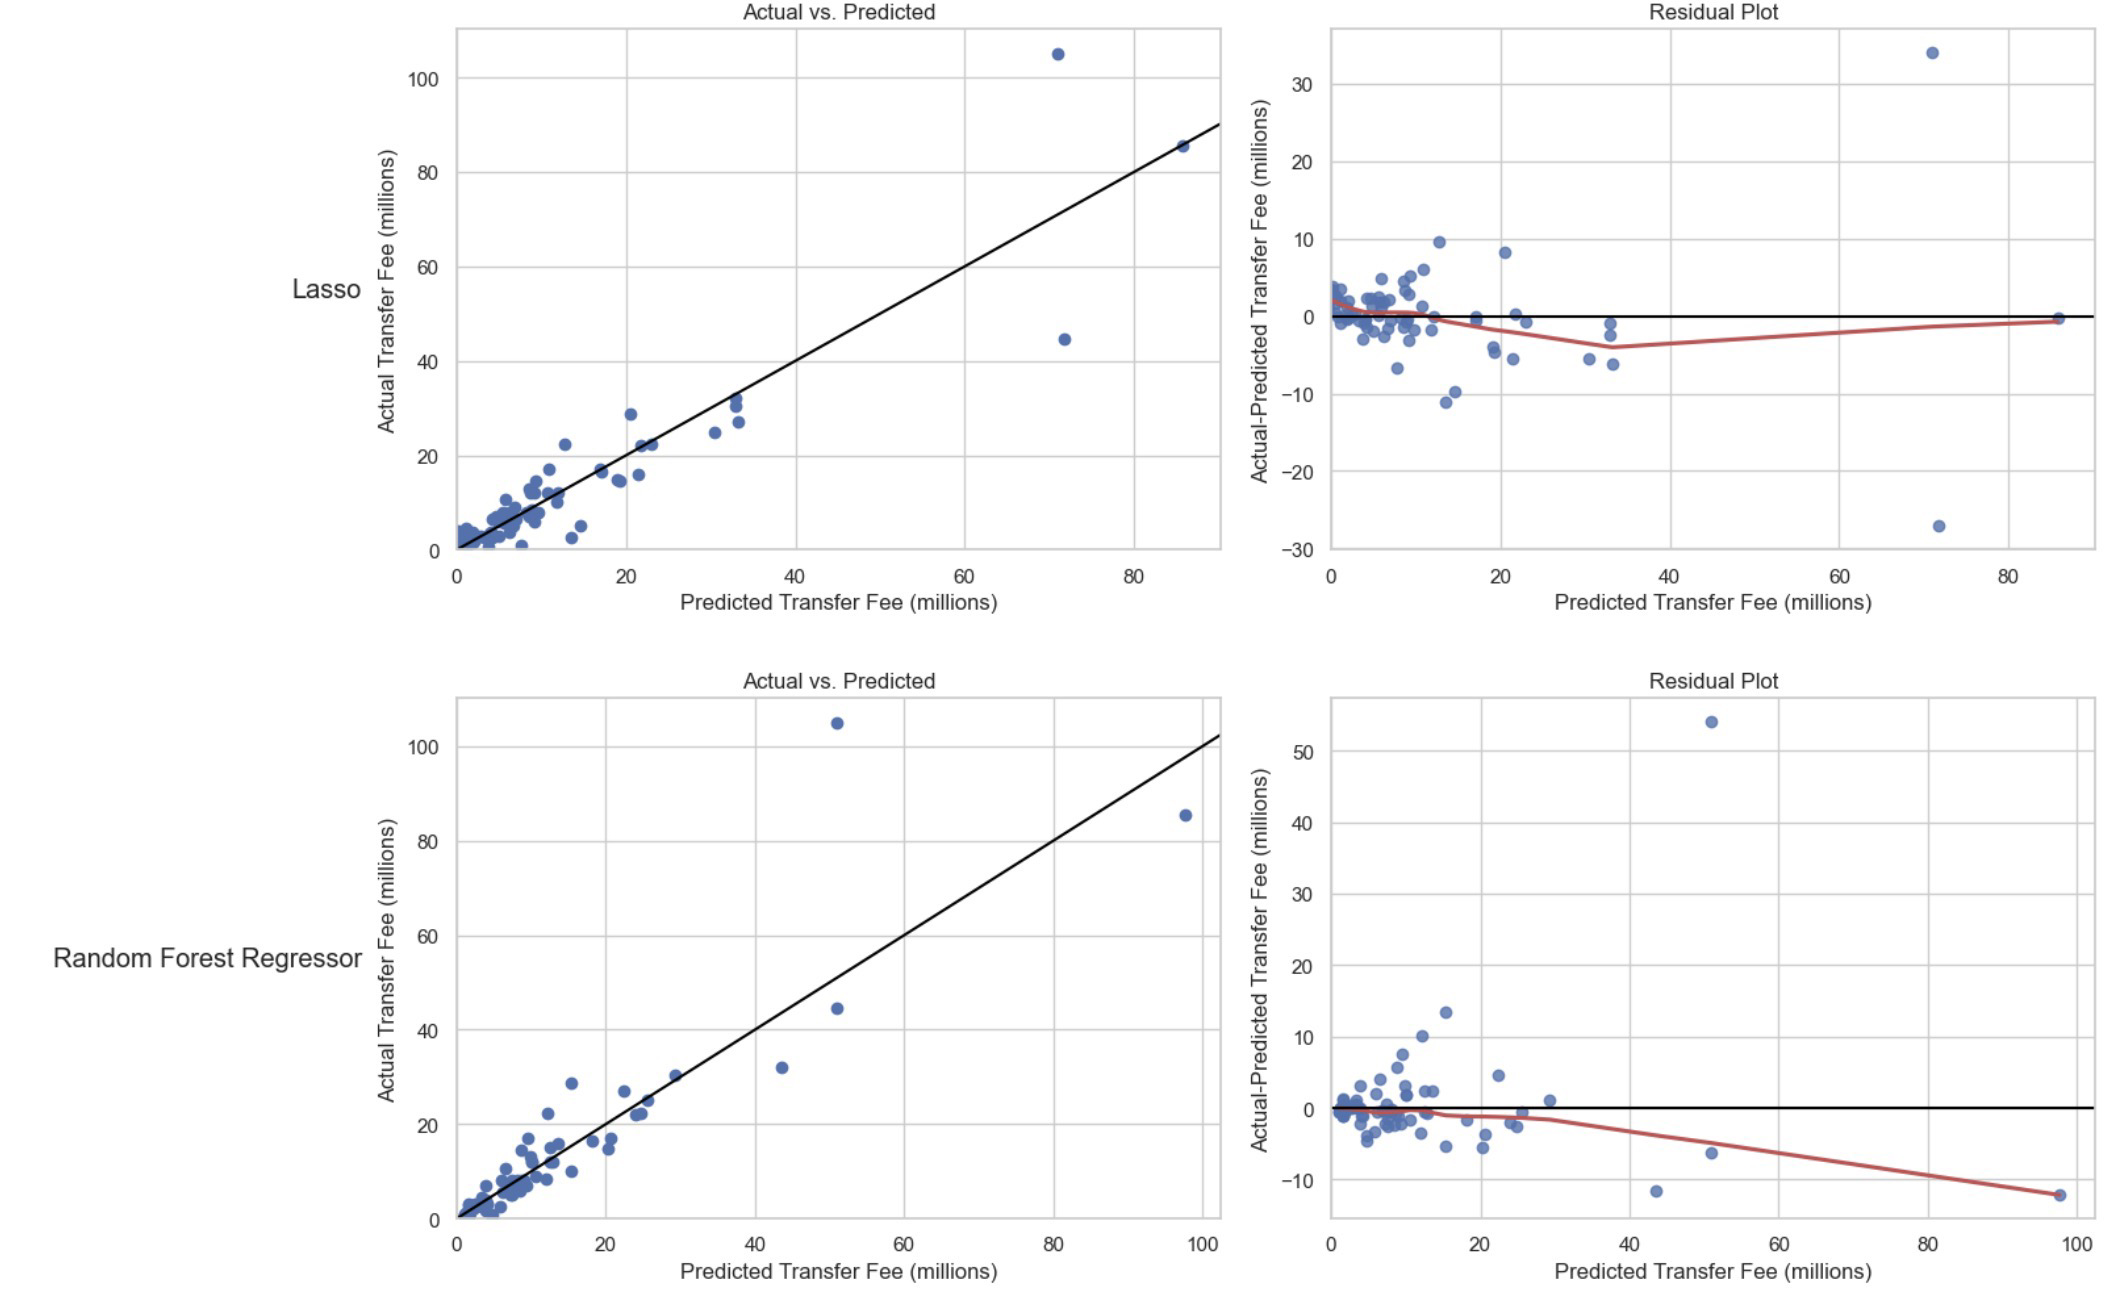 Actual vs. Predicted
Residual Plot
Lasso
Actual Transfer Fee (millions)
100
80
60
40
20
0
0 20 40 60 80
Predicted Transfer Fee (millions)
Actual-Predicted Transfer Fee (millions)
30
20
10
0
−10
−20
−30
0 20 40 60 80
Predicted Transfer Fee (millions)
Actual vs. Predicted
Residual Plot
Random Forest Regressor
Actual Transfer Fee (millions)
100
80
60
40
20
0
0 20 40 60 80 100
Predicted Transfer Fee (millions)
Actual-Predicted Transfer Fee (millions)
50
40
30
20
10
0
−10
0 20 40 60 80 100
Predicted Transfer Fee (millions)